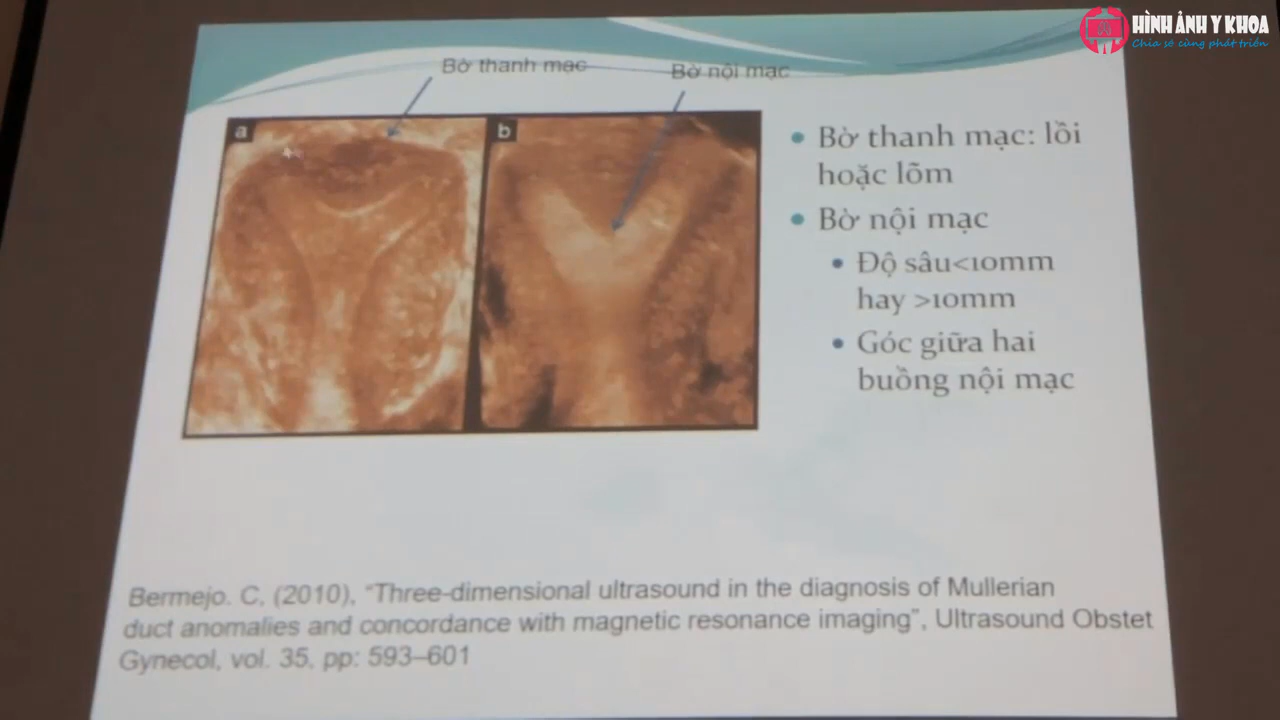 HÌNH ẢNH Y KHOA
Chia sẻ cùng phát triển
Bờ thanh mạc
Bờ nội mạc
a
b
Bờ thanh mạc: lồi
hoặc lõm
Bờ nội mạc
Độ sâu<10mm
hay >10mm
Góc giữa hai
buồng nội mạc
Bermejo. C, (2010), “Three-dimensional ultrasound in the diagnosis of Mullerian
duct anomalies and concordance with magnetic resonance imaging”, Ultrasound Obstet
Gynecol, vol. 35, pp: 593–601